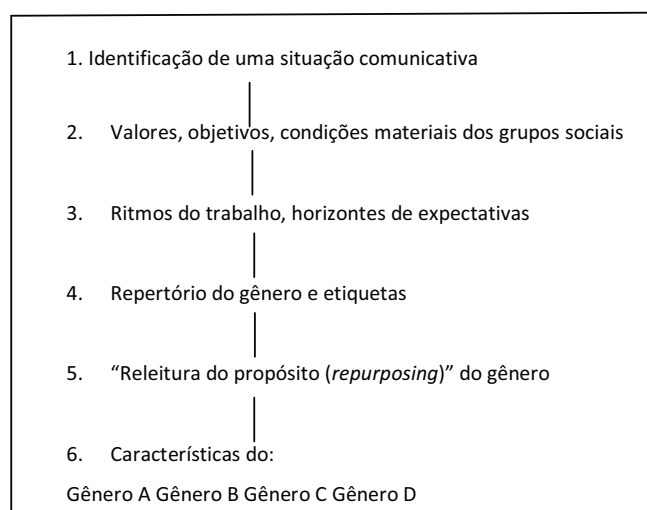 1. Identificação de uma situação comunicativa
2. Valores, objetivos, condições materiais dos grupos sociais
3. Ritmos do trabalho, horizontes de expectativas
4. Repertório do gênero e etiquetas
5. “Releitura do propósito (repurposing)” do gênero
6. Características do:
Gênero A Gênero B Gênero C Gênero D